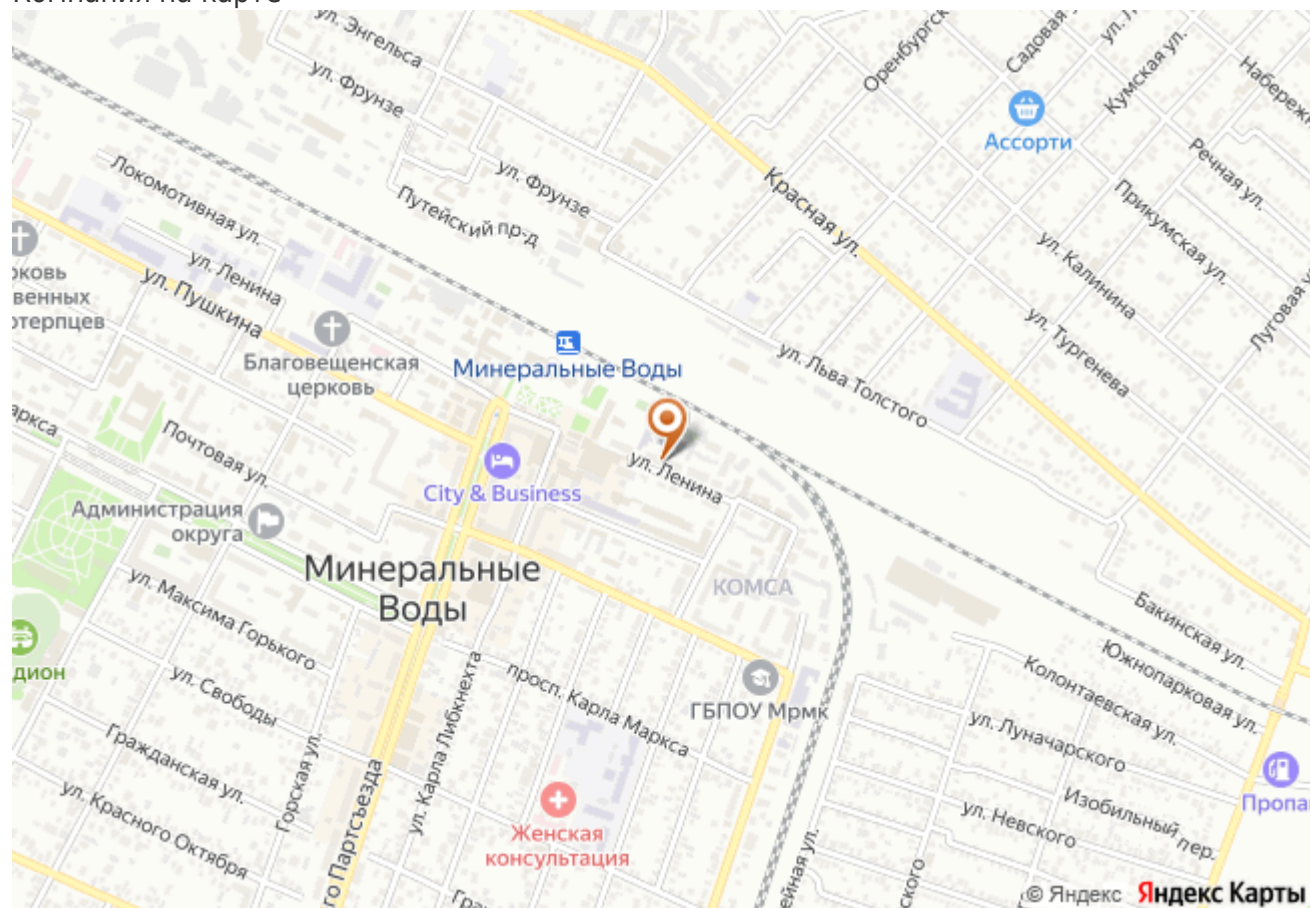 Компания на карте
ул. Энгельса
ул. Фрунзе
Садовая ул.
Кумская ул.
Ассорти
Речная ул.
Локомотивная ул.
ул. Фрунзе
Путейский пр-д
Красная ул.
Прикумская ул.
ул. Калинина
ул. Ленина
ул. Пушкина
ул. Тургенева
Благовещенская
церковь
Минеральные Воды
ул. Льва Толстого
Почтовая ул.
City & Business
ул. Ленина
Администрация
округа
Минеральные
Воды
КОМСА
ул. Максима Горького
Бакинская ул.
Южнопарковая ул.
Колонтаевская ул.
ул. Свободы
просп. Карла Маркса
ГБПОУ Мрмк
ул. Карла Либкнехта
ул. Луначарского
Гражданская ул.
Горская ул.
Изобильный пер.
ул. Невского
ул. Красного Октября
Женская
консультация
© Яндекс Яндекс Карты